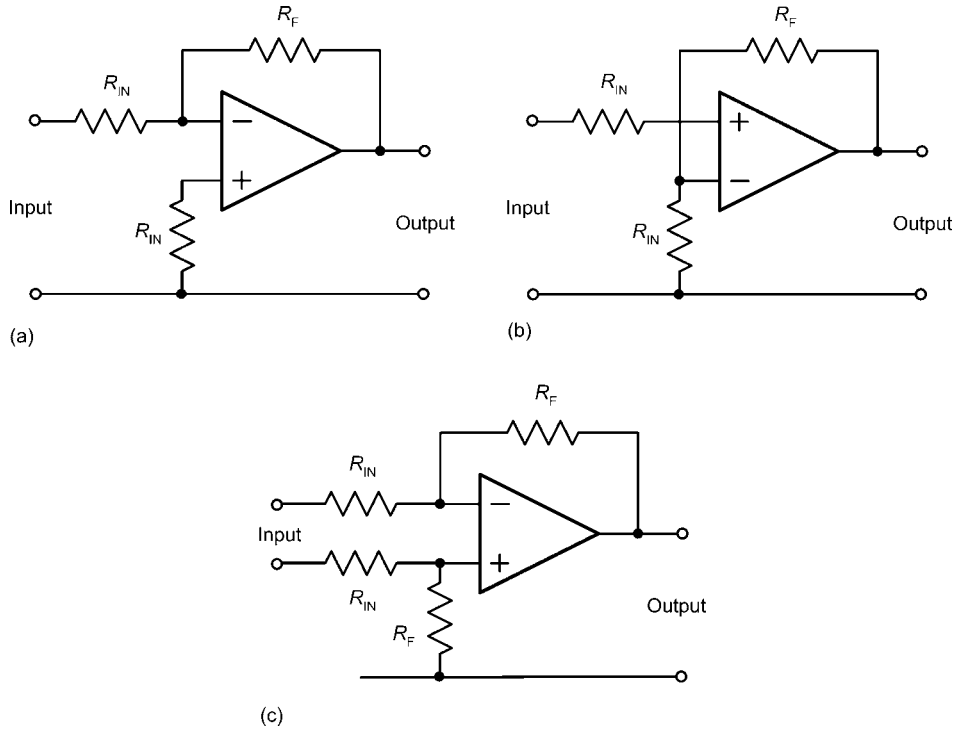 R_F
R_IN
−
+
R_IN
Input
Output
(a)
R_F
R_IN
+
−
R_IN
Input
Output
(b)
R_F
R_IN
−
Input
+
R_IN
R_F
Output
(c)